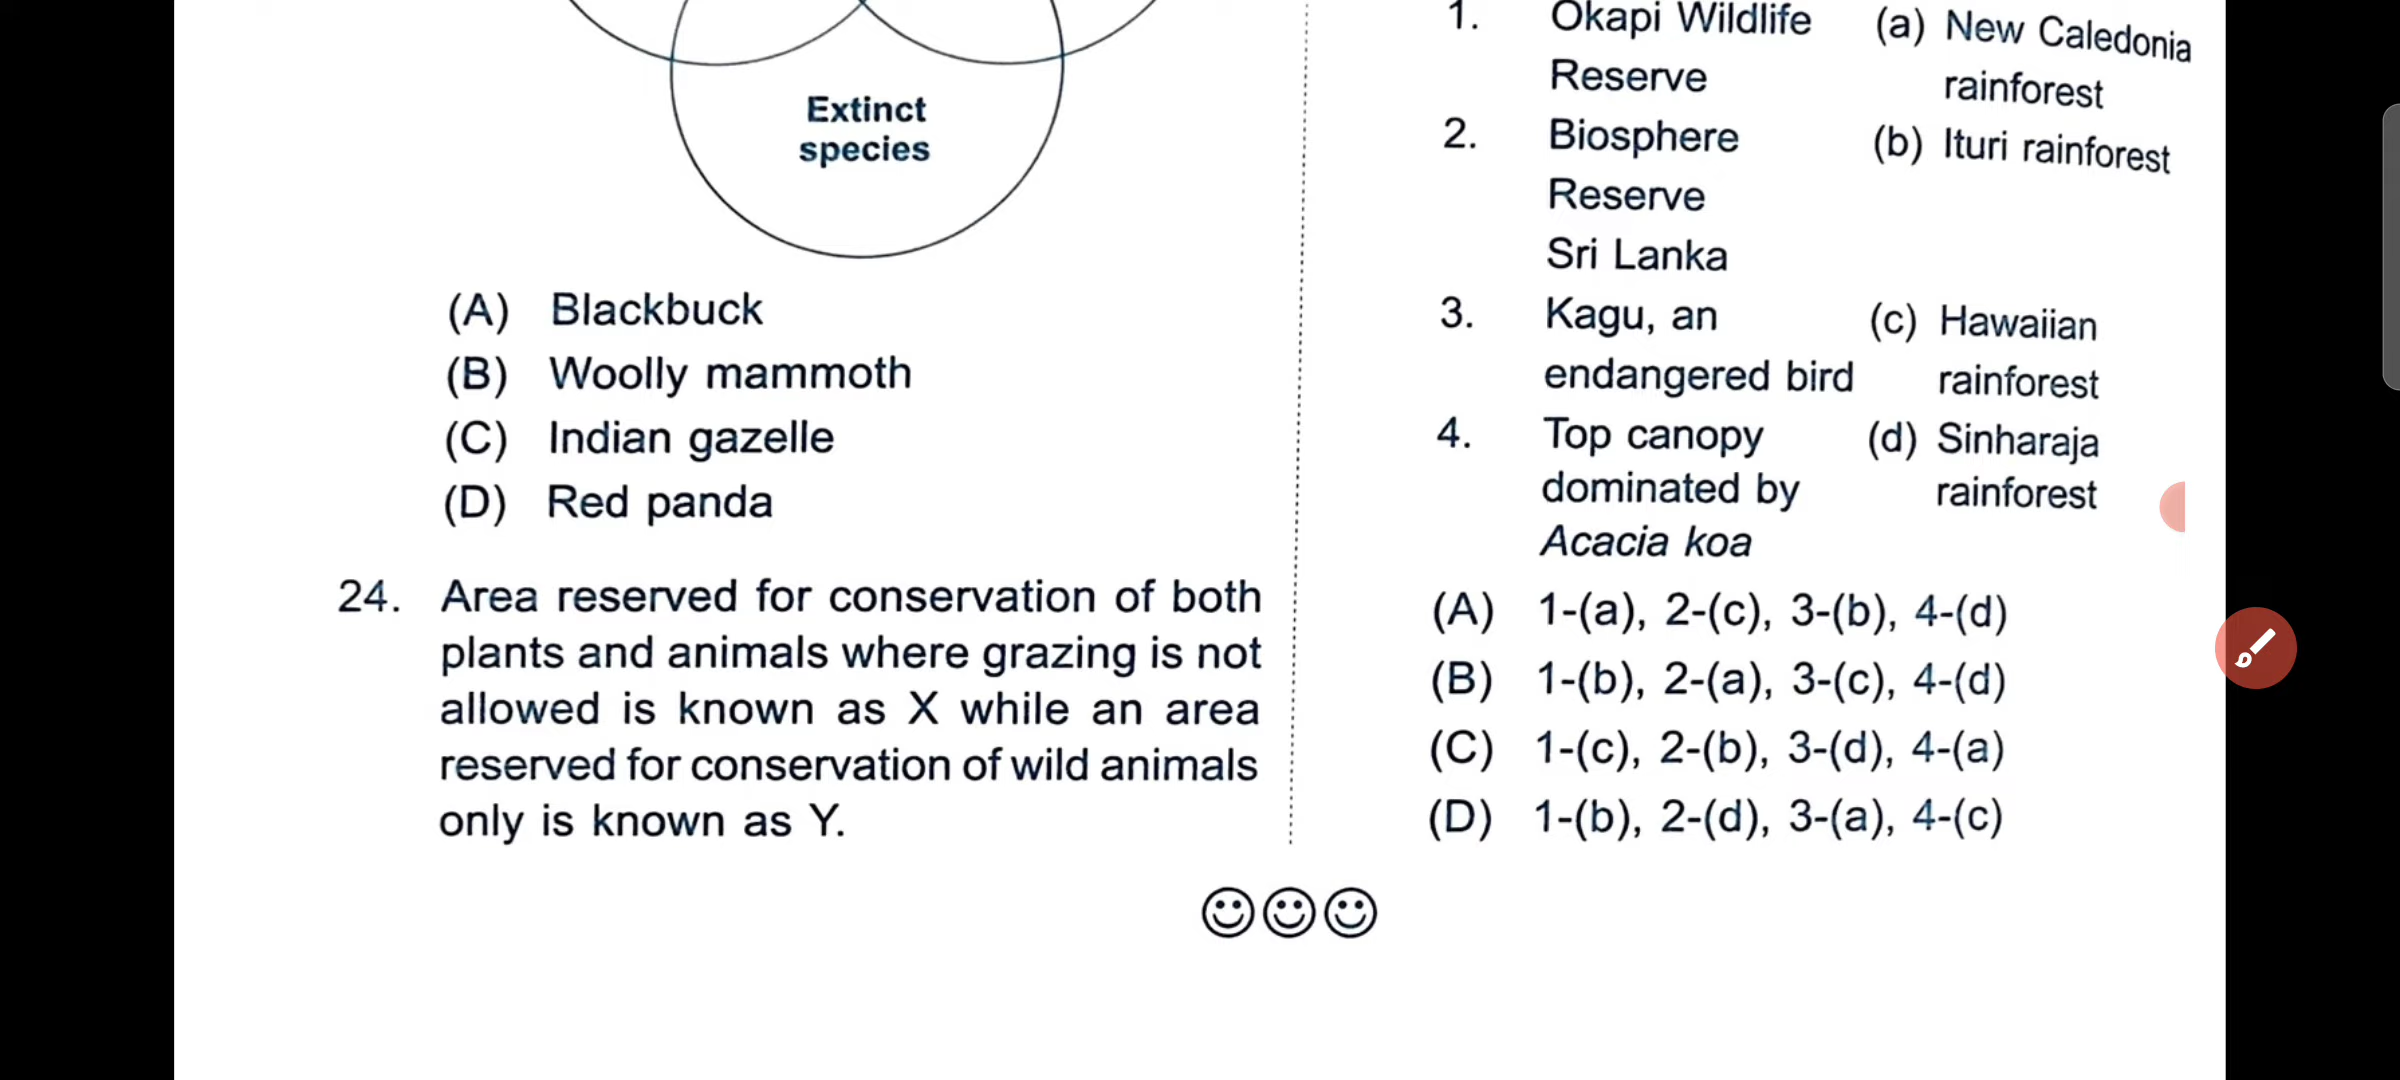 Extinct
species
(A) Blackbuck
(B) Woolly mammoth
(C) Indian gazelle
(D) Red panda
24. Area reserved for conservation of both
plants and animals where grazing is not
allowed is known as X while an area
reserved for conservation of wild animals
only is known as Y.
1. Okapi Wildlife (a) New Caledonia
Reserve rainforest
2. Biosphere (b) Ituri rainforest
Reserve
Sri Lanka
3. Kagu, an (c) Hawaiian
endangered bird rainforest
4. Top canopy (d) Sinharaja
dominated by rainforest
Acacia koa
(A) 1-(a), 2-(c), 3-(b), 4-(d)
(B) 1-(b), 2-(a), 3-(c), 4-(d)
(C) 1-(c), 2-(b), 3-(d), 4-(a)
(D) 1-(b), 2-(d), 3-(a), 4-(c)